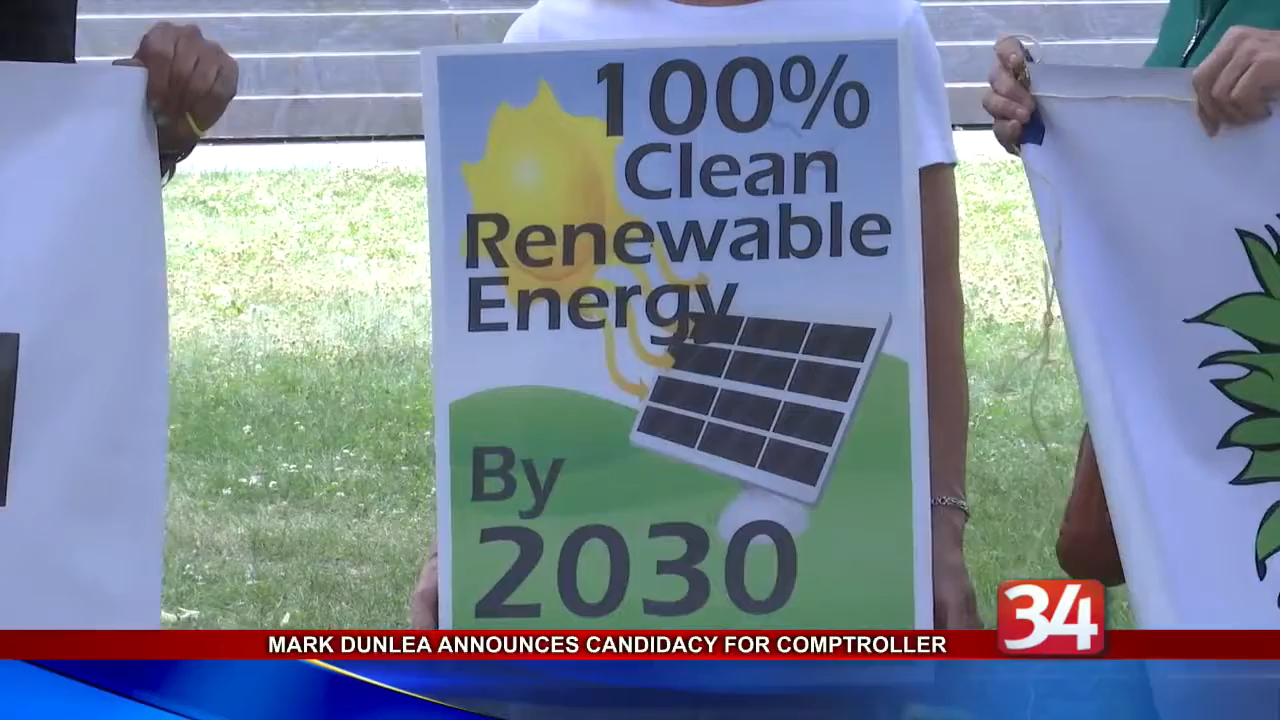 100%
Clean
Renewable
Energy
By
2030
MARK DUNLEA ANNOUNCES CANDIDACY FOR COMPTROLLER
34